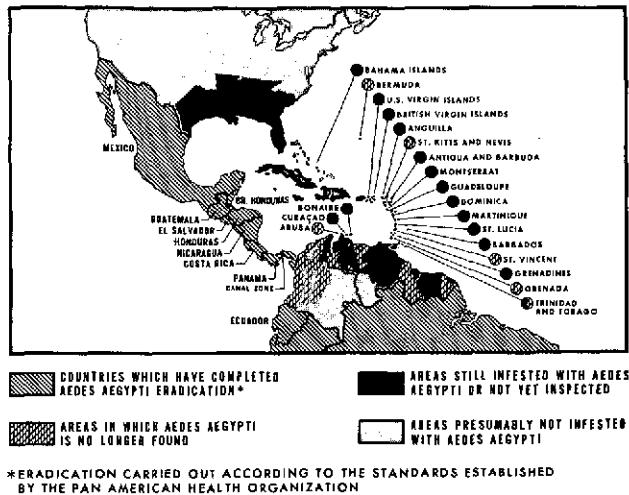 BAHAMA ISLANDS
BERMUDA
U.S. VIRGIN ISLANDS
BRITISH VIRGIN ISLANDS
ANGUILLA
ST. KITTS AND NEVIS
ANTIGUA AND BARBUDA
MONTSERRAT
GUADELOUPE
DOMINICA
MARTINIQUE
ST. LUCIA
BARBADOS
ST. VINCENT
GRENADINES
GRENADA
TRINIDAD
AND TOBAGO
MEXICO
BR. HONDURAS
BONAIRE
CURAÇAO
ARUBA
GUATEMALA
EL SALVADOR
HONDURAS
NICARAGUA
COSTA RICA
PANAMA
CANAL ZONE
ECUADOR
COUNTRIES WHICH HAVE COMPLETED
AEDES AEGYPTI ERADICATION*
AREAS STILL INFESTED WITH AEDES
AEGYPTI OR NOT YET INSPECTED
AREAS IN WHICH AEDES AEGYPTI
IS NO LONGER FOUND
AREAS PRESUMABLY NOT INFESTED
WITH AEDES AEGYPTI
*ERADICATION CARRIED OUT ACCORDING TO THE STANDARDS ESTABLISHED
BY THE PAN AMERICAN HEALTH ORGANIZATION